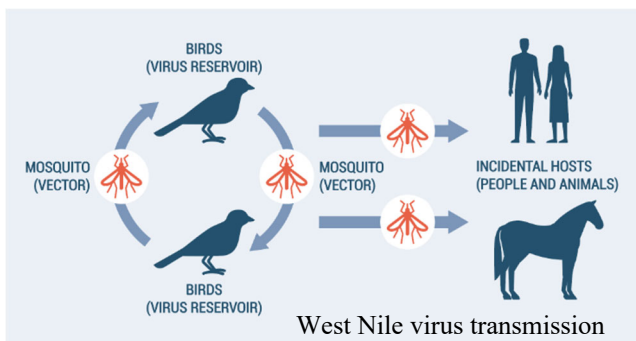 BIRDS
(VIRUS RESERVOIR)
MOSQUITO
(VECTOR)
MOSQUITO
(VECTOR)
INCIDENTAL HOSTS
(PEOPLE AND ANIMALS)
BIRDS
(VIRUS RESERVOIR)
West Nile virus transmission